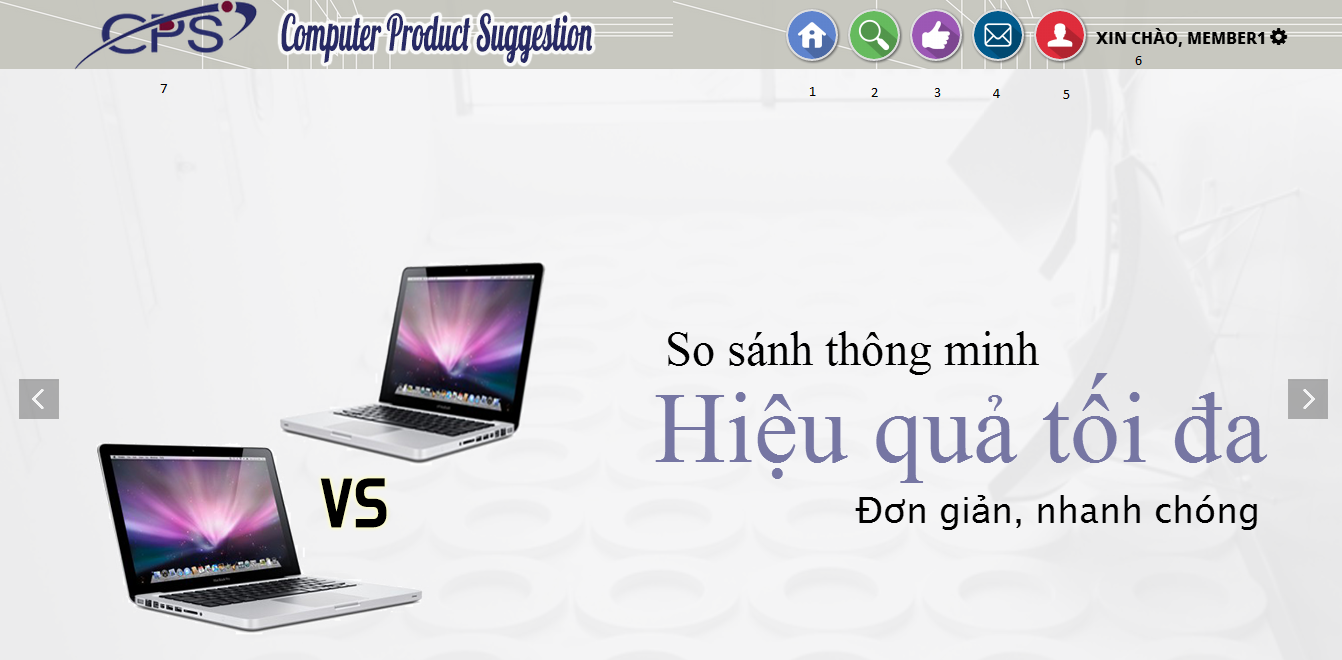 CPS
Computer Product Suggestion
XIN CHÀO, MEMBER1
6
7
1
2
3
4
5
So sánh thông minh
Hiệu quả tối đa
VS
Đơn giản, nhanh chóng